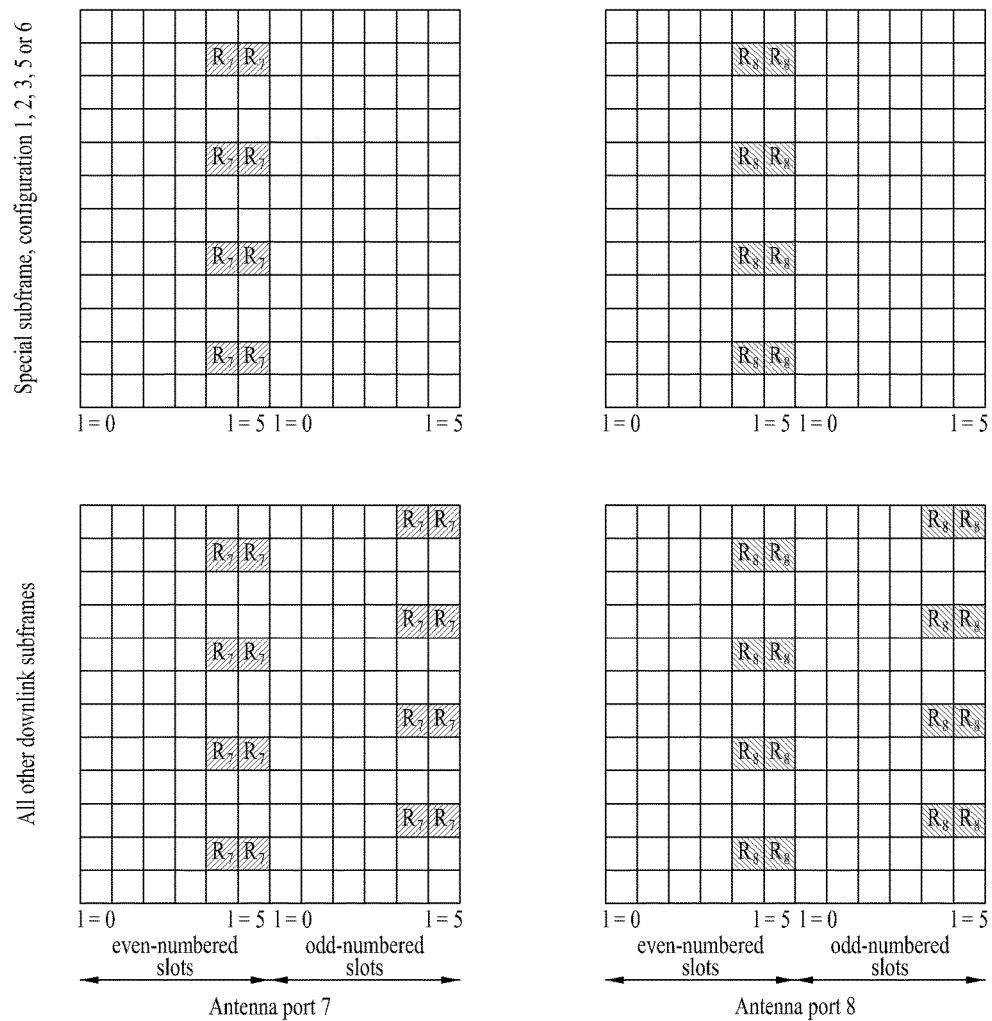 Special subframe, configuration 1, 2, 3, 5 or 6
R7 R7 R8 R8
R7 R7 R8 R8
R7 R7 R8 R8
R7 R7 R8 R8
l = 0 l = 5 l = 0 l = 5 l = 0 l = 5 l = 0 l = 5
All other downlink subframes
R7 R7 R8 R8
R7 R7 R8 R8
R7 R7 R8 R8
R7 R7 R8 R8
R7 R7 R8 R8
R7 R7 R8 R8
R7 R7 R8 R8
R7 R7 R8 R8
l = 0 l = 5 l = 0 l = 5 l = 0 l = 5 l = 0 l = 5
even-numbered slots odd-numbered slots even-numbered slots odd-numbered slots
Antenna port 7 Antenna port 8